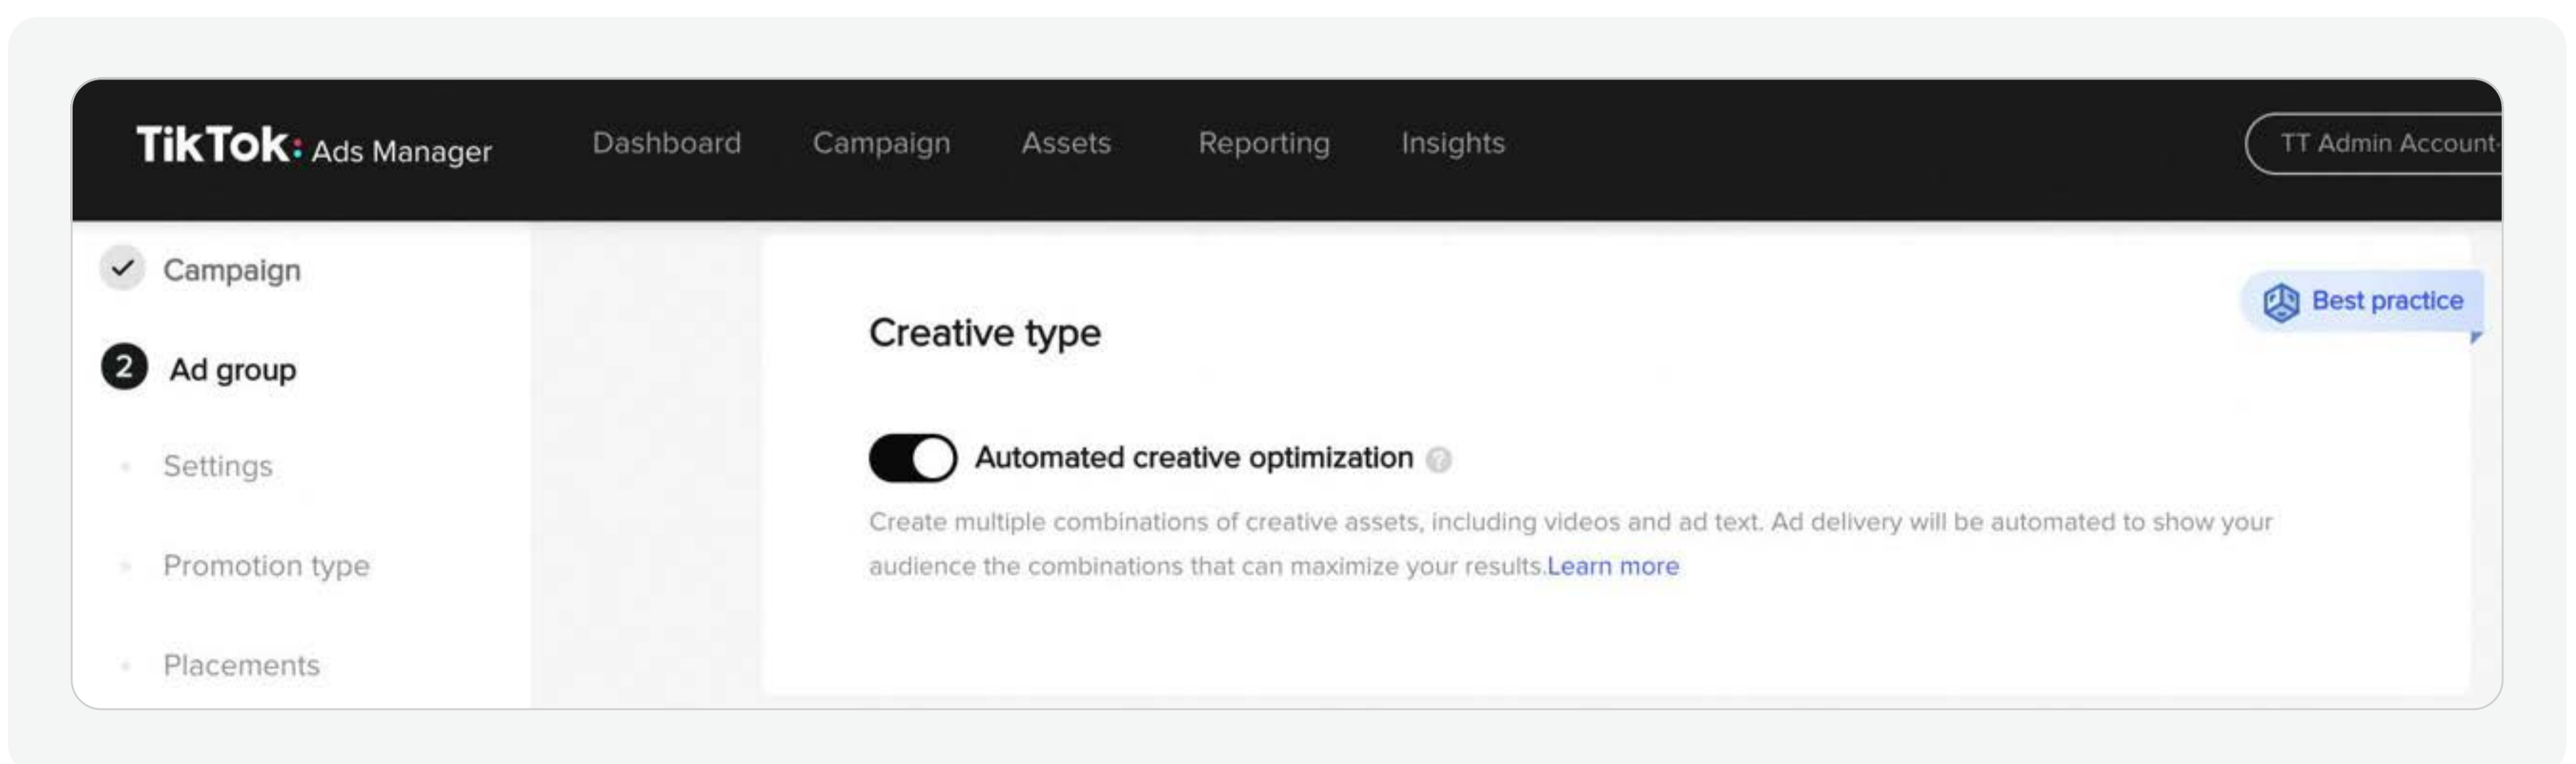 TikTok: Ads Manager Dashboard Campaign Assets Reporting Insights TT Admin Account-
Campaign
2 Ad group
Settings
Promotion type
Placements
Best practice
Creative type
Automated creative optimization ?
Create multiple combinations of creative assets, including videos and ad text. Ad delivery will be automated to show your
audience the combinations that can maximize your results.Learn more